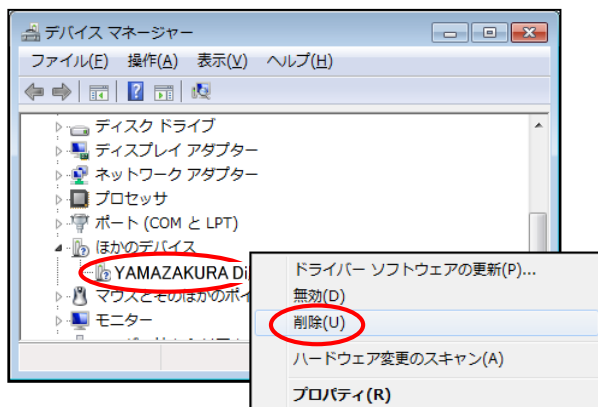 デバイス マネージャー
ファイル(F) 操作(A) 表示(V) ヘルプ(H)
ディスク ドライブ
ディスプレイ アダプター
ネットワーク アダプター
プロセッサ
ポート (COM と LPT)
ほかのデバイス
YAMAZAKURA Di
マウスとそのほかのポイ
モニター
ドライバー ソフトウェアの更新(P)...
無効(D)
削除(U)
ハードウェア変更のスキャン(A)
プロパティ(R)